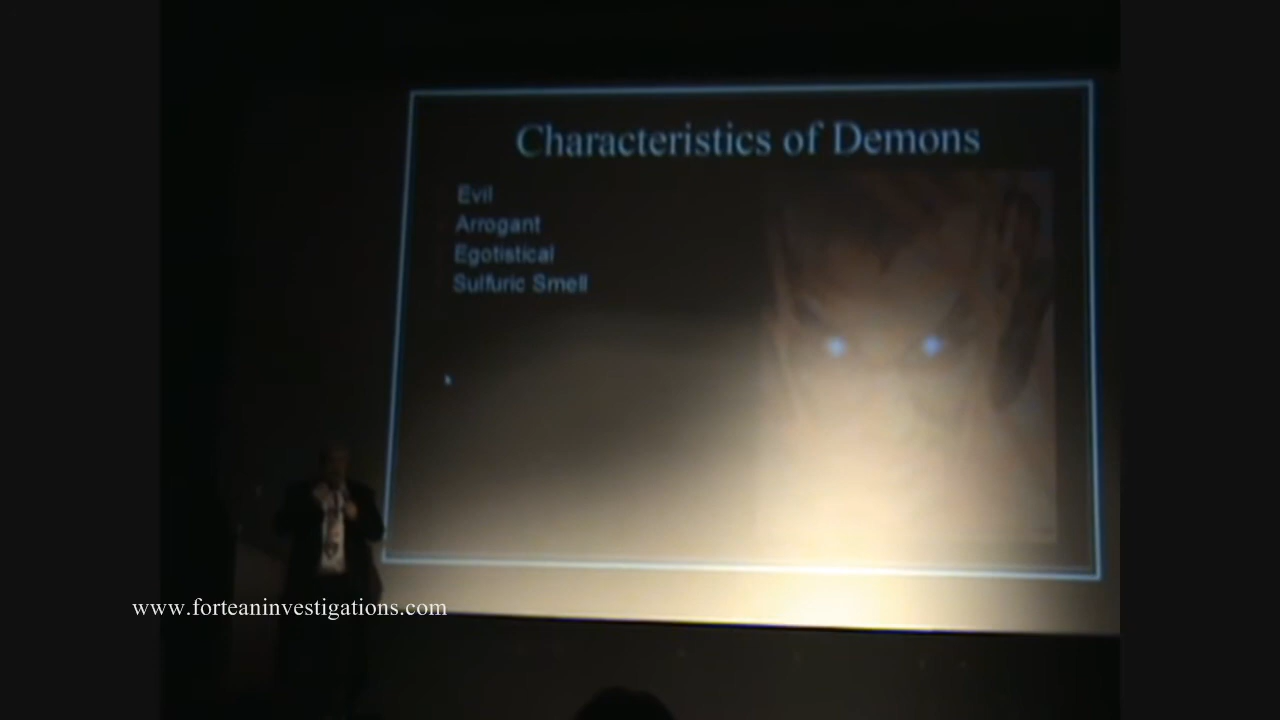 Characteristics of Demons
Evil
Arrogant
Egotistical
Sulfuric Smell
www.forteaninvestigations.com